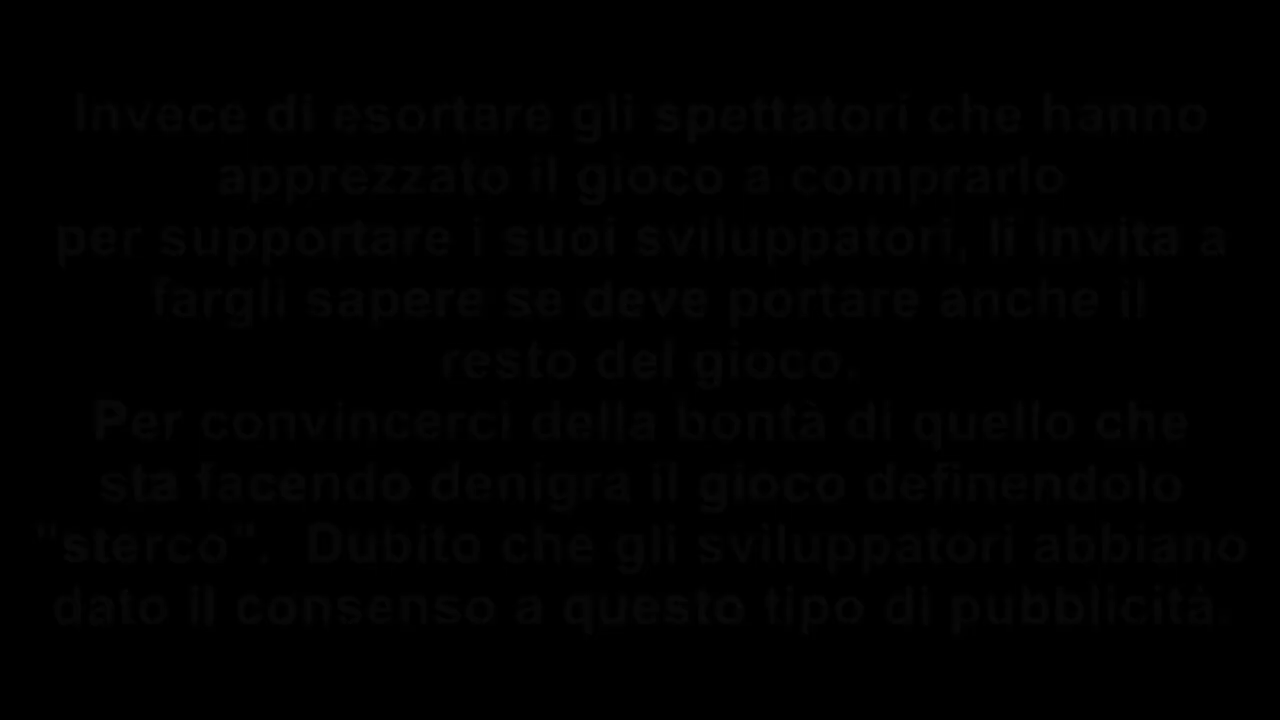 Invece di esortare gli spettatori che hanno
apprezzato il gioco a comprarlo
per supportare i suoi sviluppatori, li invita a
fargli sapere se deve portare anche il
resto del gioco.
Per convincerci della bontà di quello che
sta facendo denigra il gioco definendolo
"sterco". Dubito che gli sviluppatori abbiano
dato il consenso a questo tipo di pubblicità.